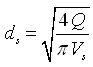 d_s = \sqrt{\frac{4Q}{\pi V_s}}